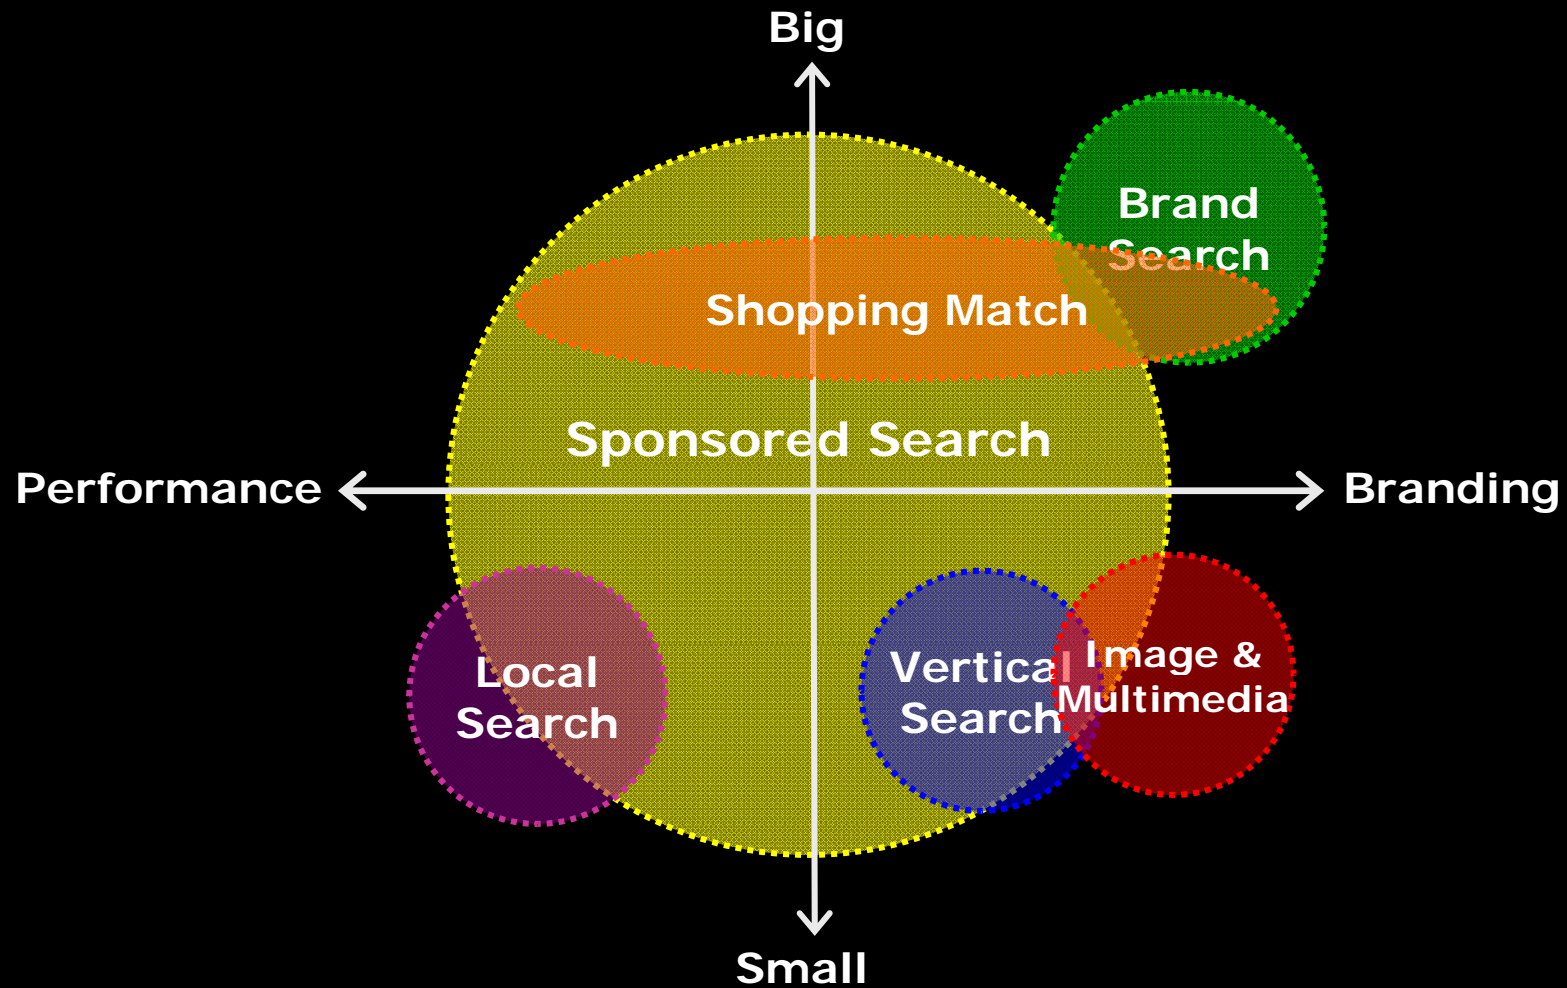 Big
Brand
Search
Shopping Match
Sponsored Search
Performance
Branding
Local
Search
Vertical
Search
Image &
Multimedia
Small